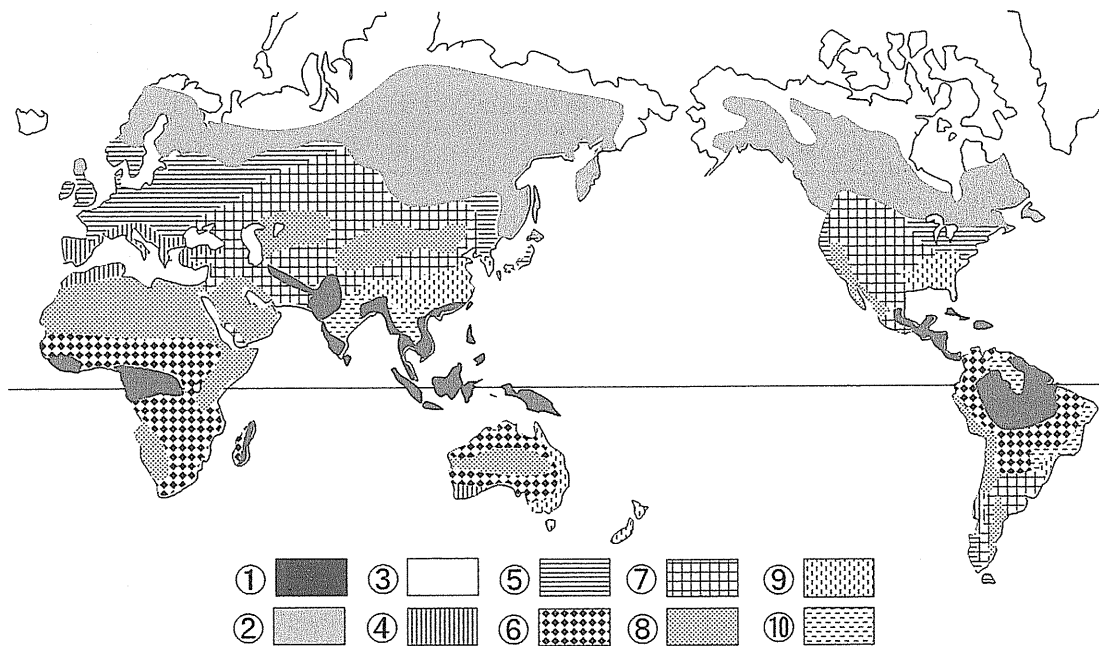 ① ③ ⑤ ⑦ ⑨
② ④ ⑥ ⑧ ⑩